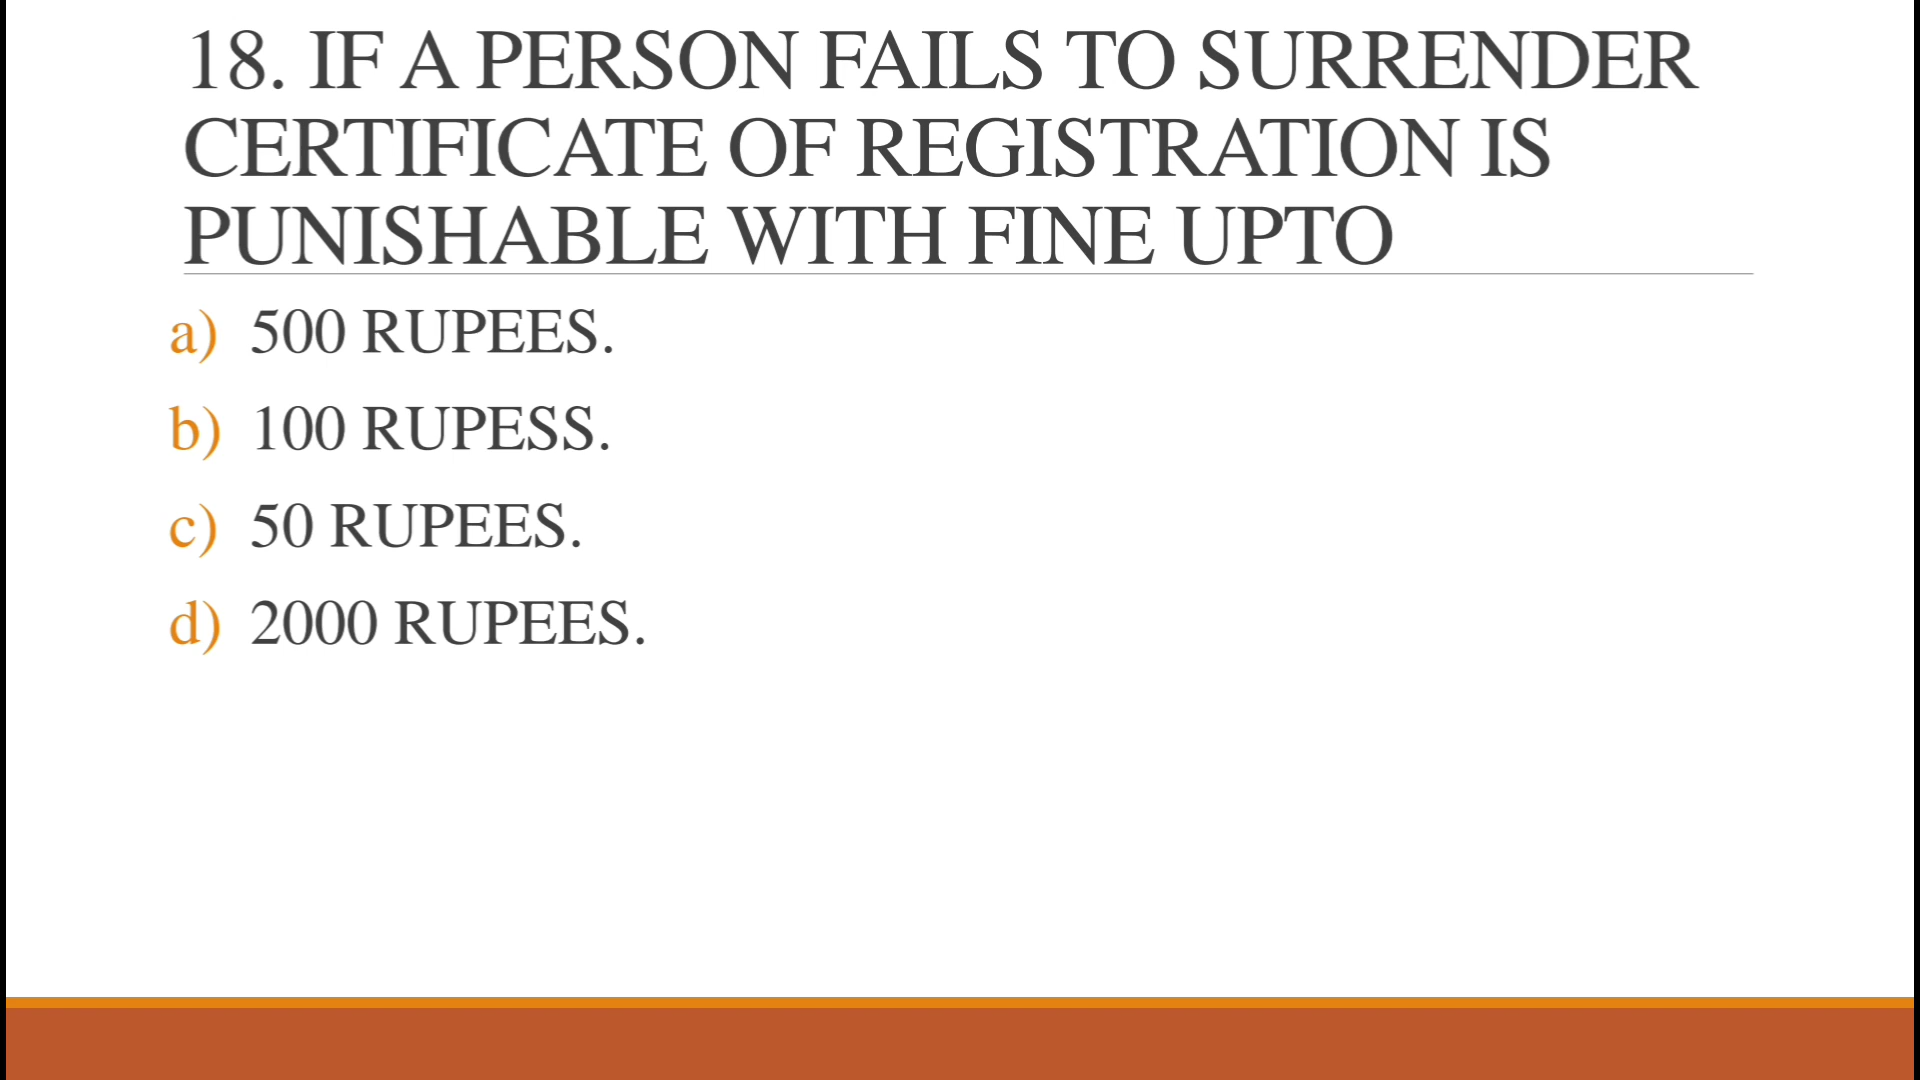 18. IF A PERSON FAILS TO SURRENDER
CERTIFICATE OF REGISTRATION IS
PUNISHABLE WITH FINE UPTO
a) 500 RUPEES.
b) 100 RUPESS.
c) 50 RUPEES.
d) 2000 RUPEES.